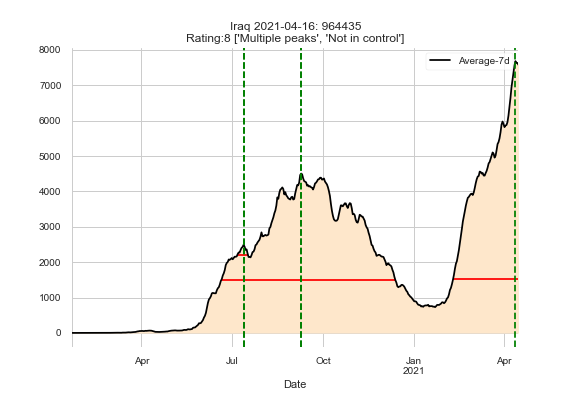 Iraq 2021-04-16: 964435
Rating:8 ['Multiple peaks', 'Not in control']
Average-7d
8000
7000
6000
5000
4000
3000
2000
1000
0
Apr
Jul
Oct
Jan
2021
Apr
Date